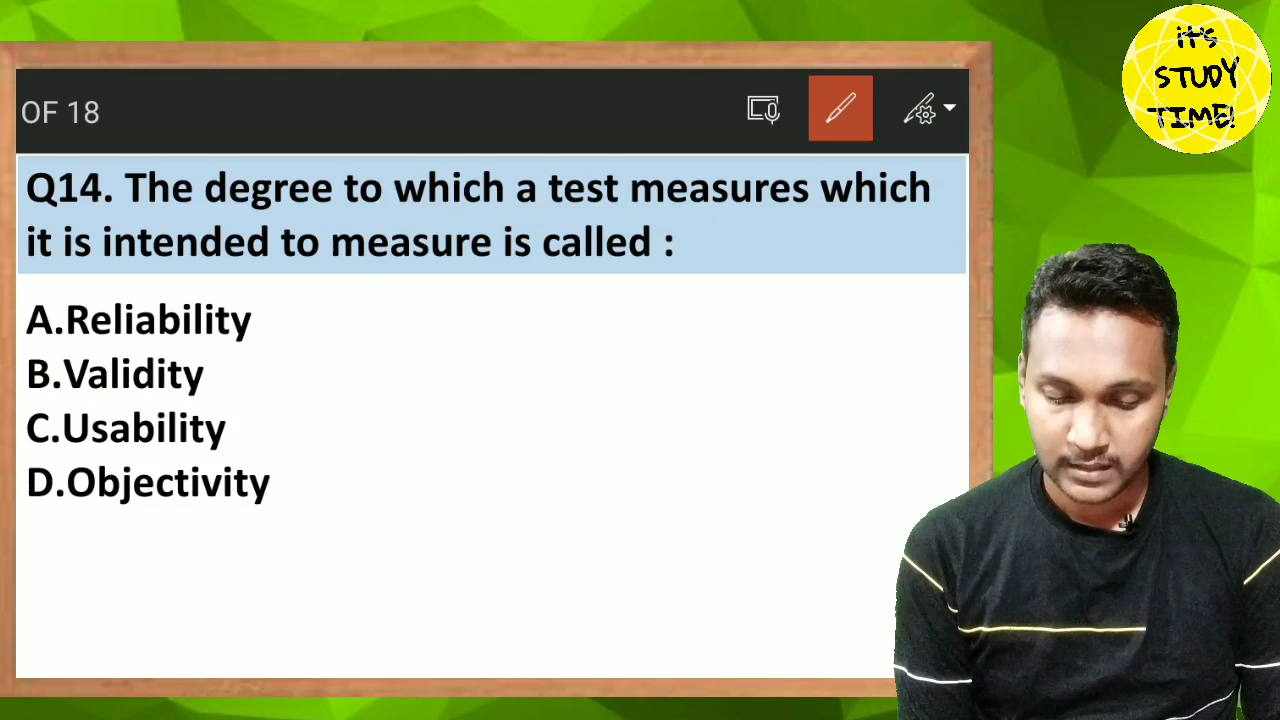 OF 18
IT'S
STUDY
TIME!
Q14. The degree to which a test measures which
it is intended to measure is called :
A.Reliability
B.Validity
C.Usability
D.Objectivity